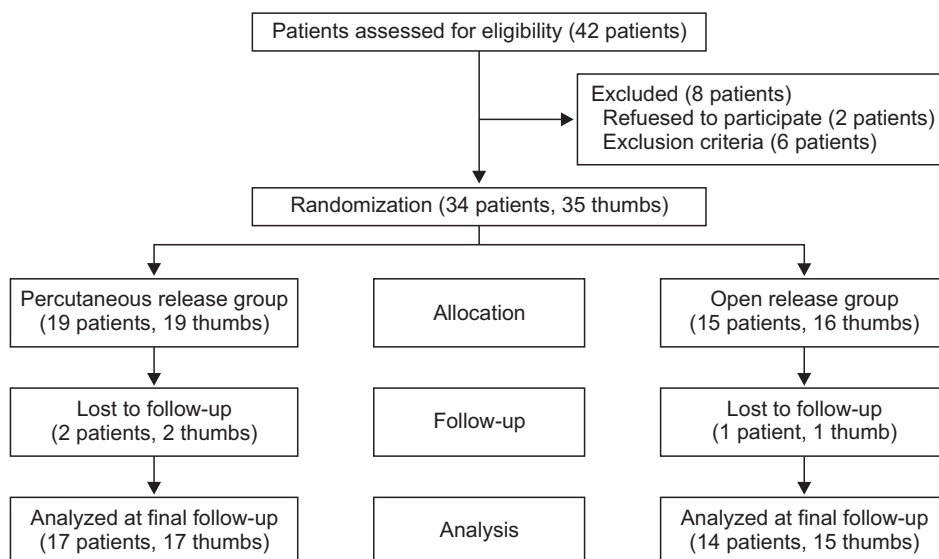 Patients assessed for eligibility (42 patients)
Excluded (8 patients)
Refuesed to participate (2 patients)
Exclusion criteria (6 patients)
Randomization (34 patients, 35 thumbs)
Percutaneous release group
(19 patients, 19 thumbs)
Allocation
Open release group
(15 patients, 16 thumbs)
Lost to follow-up
(2 patients, 2 thumbs)
Follow-up
Lost to follow-up
(1 patient, 1 thumb)
Analyzed at final follow-up
(17 patients, 17 thumbs)
Analysis
Analyzed at final follow-up
(14 patients, 15 thumbs)